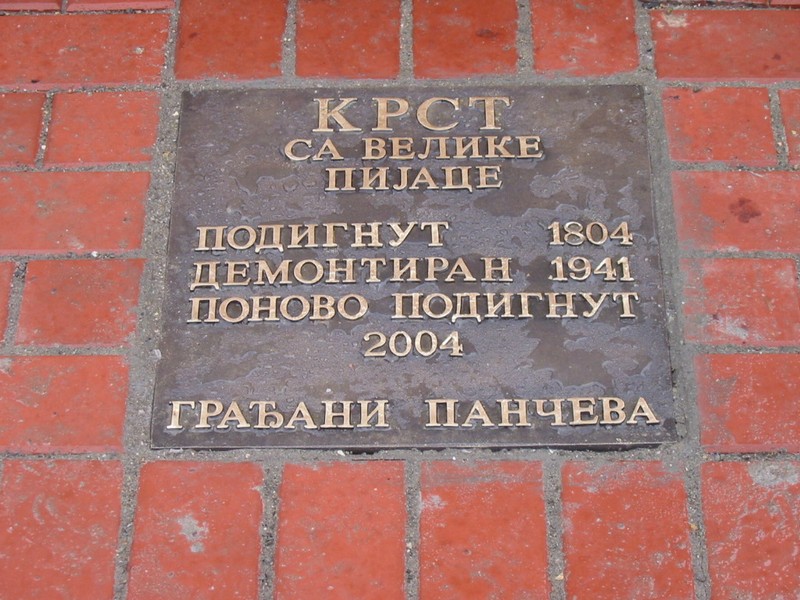 КРСТ
СА ВЕЛИКЕ
ПИЈАЦЕ
ПОДИГНУТ 1804
ДЕМОНТИРАН 1941
ПОНОВО ПОДИГНУТ
2004
ГРАЂАНИ ПАНЧЕВА